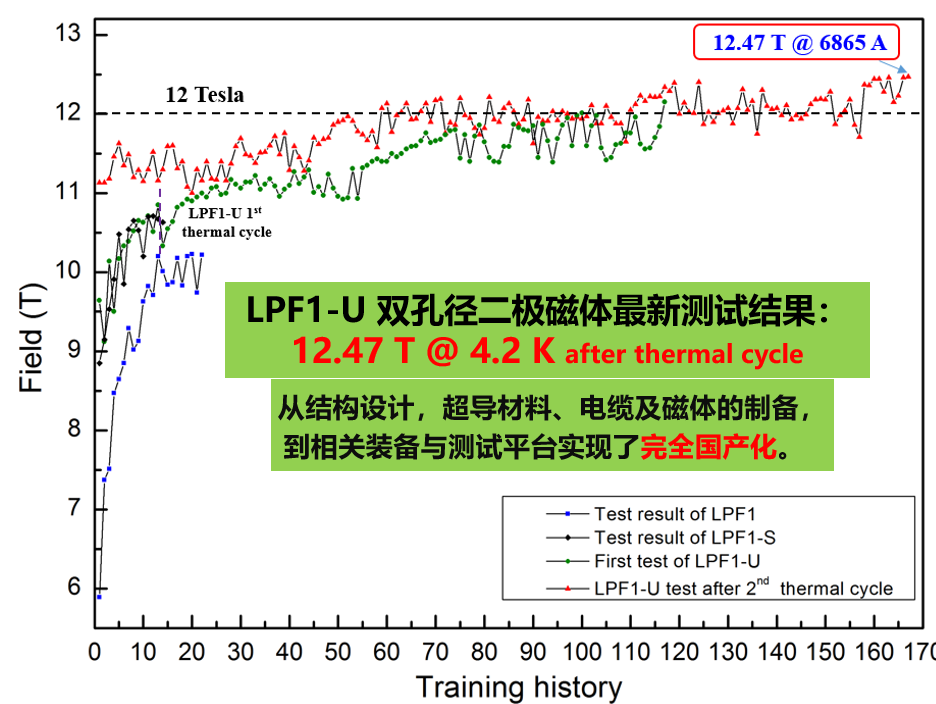 13
12.47 T @ 6865 A
12 Tesla
12
11
LPF1-U 1st
thermal cycle
10
LPF1-U 双孔径二极磁体最新测试结果：
12.47 T @ 4.2 K after thermal cycle
9
从结构设计，超导材料、电缆及磁体的制备，
8
到相关装备与测试平台实现了完全国产化。
7
Test result of LPF1
Test result of LPF1-S
First test of LPF1-U
6
LPF1-U test after 2nd thermal cycle
Field (T)
0 10 20 30 40 50 60 70 80 90 100 110 120 130 140 150 160 170
Training history